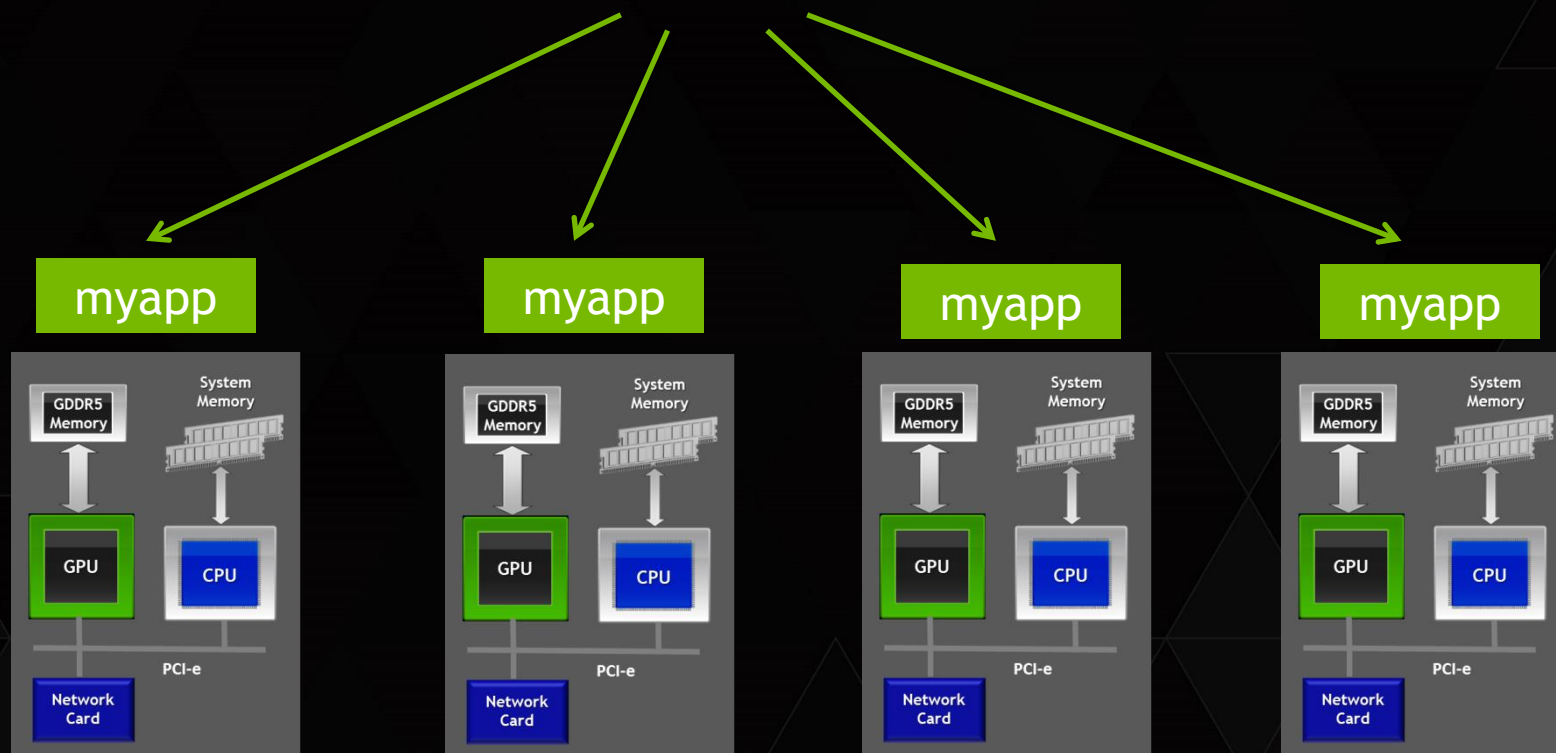 myapp
myapp
myapp
myapp
GDDR5
Memory
System
Memory
GPU
CPU
PCI-e
Network
Card
GDDR5
Memory
System
Memory
GPU
CPU
PCI-e
Network
Card
GDDR5
Memory
System
Memory
GPU
CPU
PCI-e
Network
Card
GDDR5
Memory
System
Memory
GPU
CPU
PCI-e
Network
Card